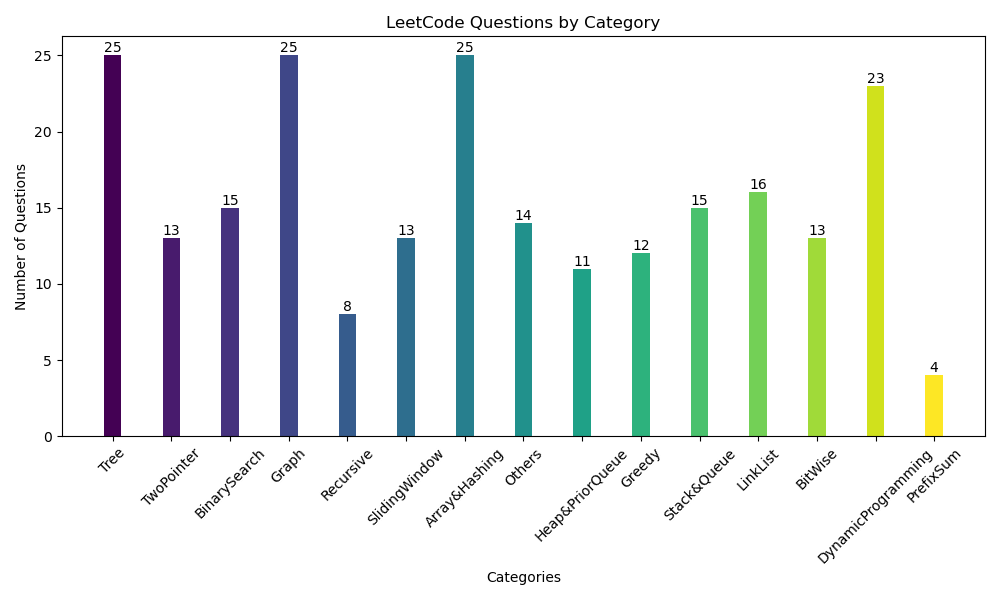 LeetCode Questions by Category
Number of Questions
25
20
15
10
5
0
25
13
15
25
8
13
25
14
11
12
15
16
13
23
4
Tree
TwoPointer
BinarySearch
Graph
Recursive
SlidingWindow
Array&Hashing
Others
Heap&PriorQueue
Greedy
Stack&Queue
LinkList
BitWise
DynamicProgramming
PrefixSum
Categories